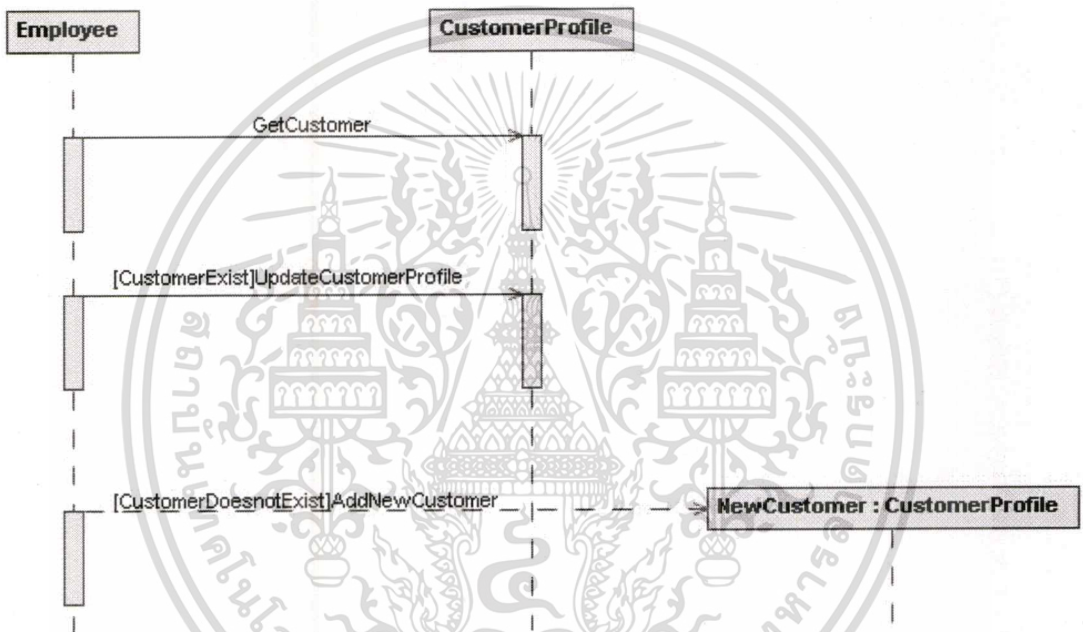 Employee
CustomerProfile
GetCustomer
[CustomerExist]UpdateCustomerProfile
[CustomerDoesnotExist]AddNewCustomer
NewCustomer : CustomerProfile